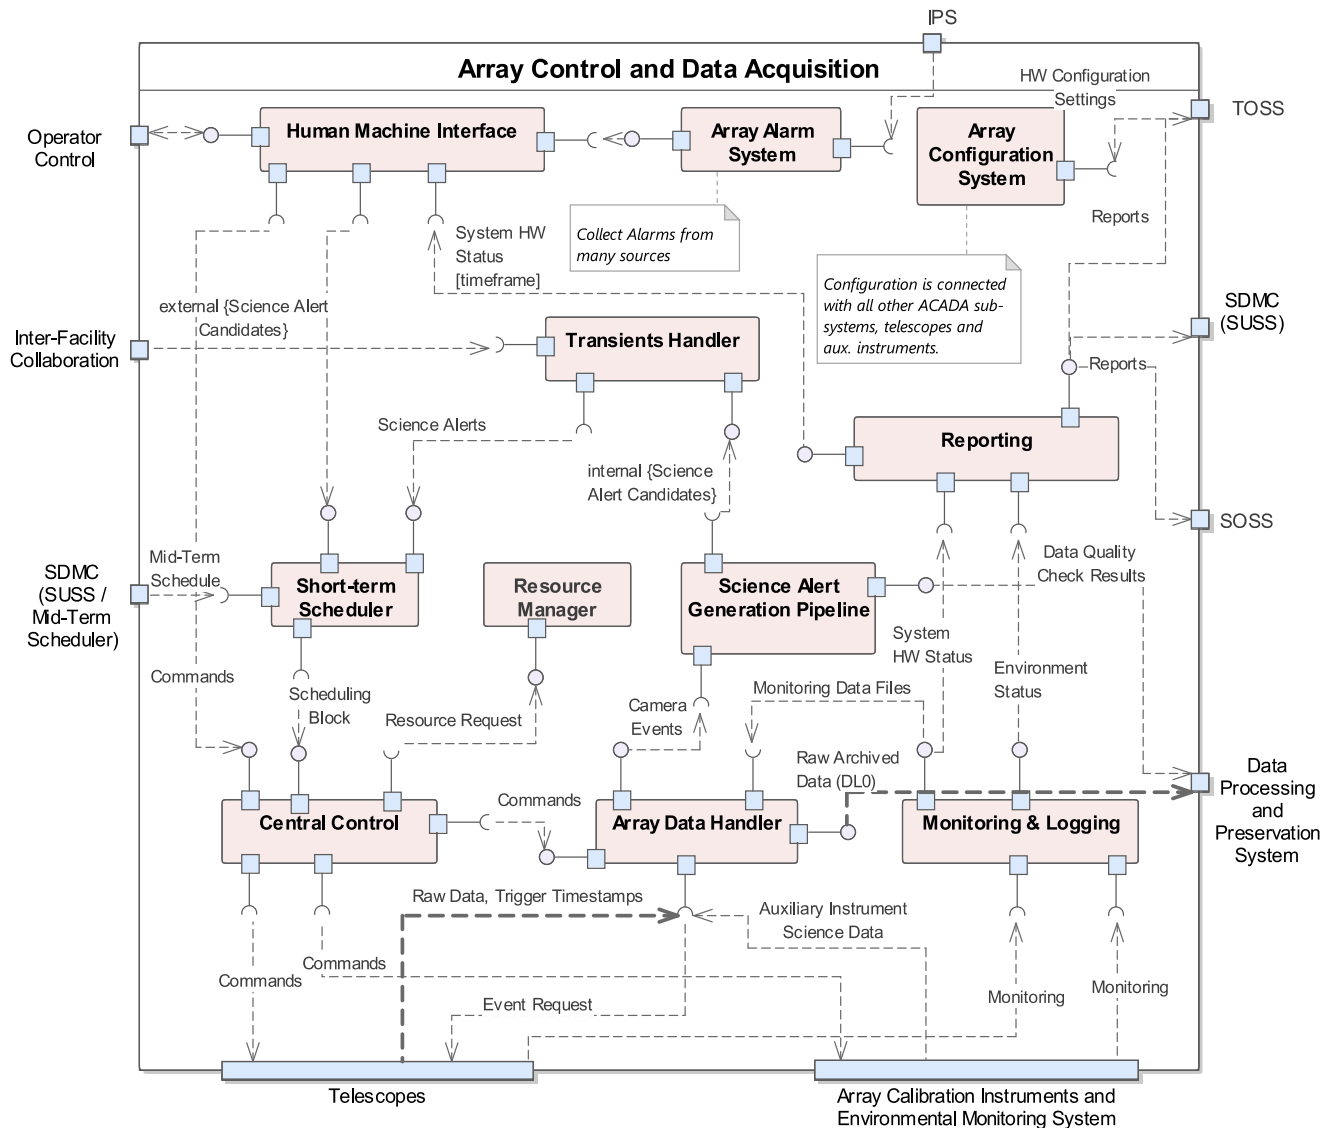 IPS
Array Control and Data Acquisition
HW Configuration
Settings
TOSS
Operator
Control
Human Machine Interface
Array Alarm
System
Array
Configuration
System
Reports
System HW
Status
[timeframe]
Collect Alarms from
many sources
Configuration is connected
with all other ACADA sub-
systems, telescopes and
aux. instruments.
SDMC
(SUSS)
external {Science Alert
Candidates}
Inter-Facility
Collaboration
Transients Handler
Reports
Science Alerts
Reporting
internal {Science
Alert Candidates}
SOSS
SDMC
(SUSS /
Mid-Term
Scheduler)
Mid-Term
Schedule
Short-term
Scheduler
Resource
Manager
Science Alert
Generation Pipeline
Data Quality
Check Results
System
HW Status
Environment
Status
Commands
Scheduling
Block
Resource Request
Camera
Events
Monitoring Data Files
Raw Archived
Data (DL0)
Data
Processing
and
Preservation
System
Central Control
Commands
Array Data Handler
Monitoring & Logging
Raw Data, Trigger Timestamps
Auxiliary Instrument
Science Data
Commands
Commands
Event Request
Monitoring
Monitoring
Telescopes
Array Calibration Instruments and
Environmental Monitoring System